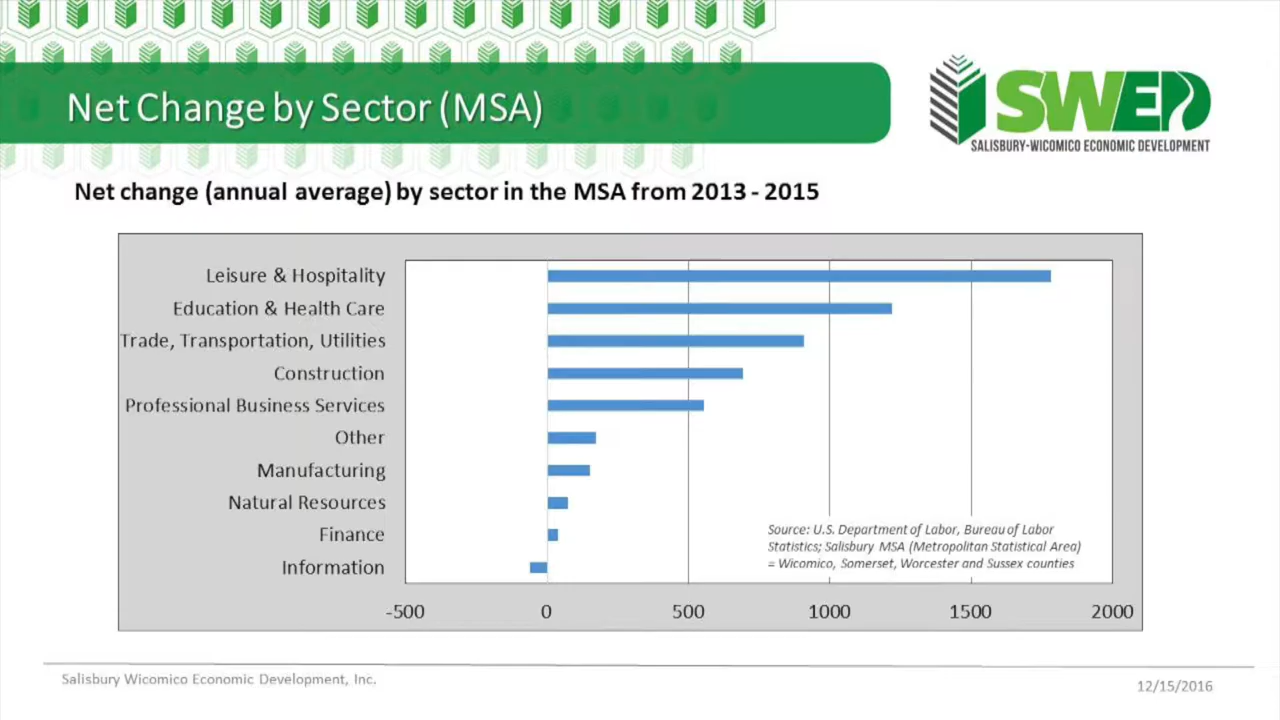 Net Change by Sector (MSA)
SWED
SALISBURY-WICOMICO ECONOMIC DEVELOPMENT
Net change (annual average) by sector in the MSA from 2013 - 2015
Leisure & Hospitality
Education & Health Care
Trade, Transportation, Utilities
Construction
Professional Business Services
Other
Manufacturing
Natural Resources
Finance
Information
Source: U.S. Department of Labor, Bureau of Labor
Statistics; Salisbury MSA (Metropolitan Statistical Area)
= Wicomico, Somerset, Worcester and Sussex counties
-500 0 500 1000 1500 2000
Salisbury Wicomico Economic Development, Inc.
12/15/2016